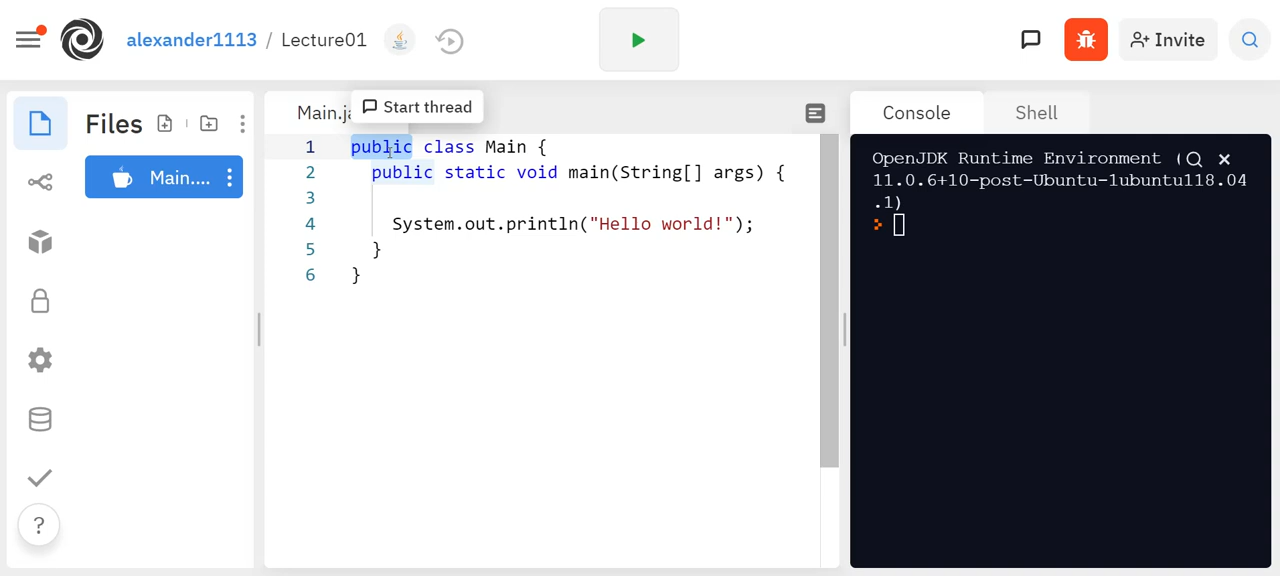 alexander1113 / Lecture01
Invite
Files
Main....
Main.ja
Start thread
1 public class Main {
2 public static void main(String[] args) {
3
4 System.out.println("Hello world!");
5 }
6 }
Console
Shell
OpenJDK Runtime Environment (
11.0.6+10-post-Ubuntu-1ubuntu118.04
.1)
?